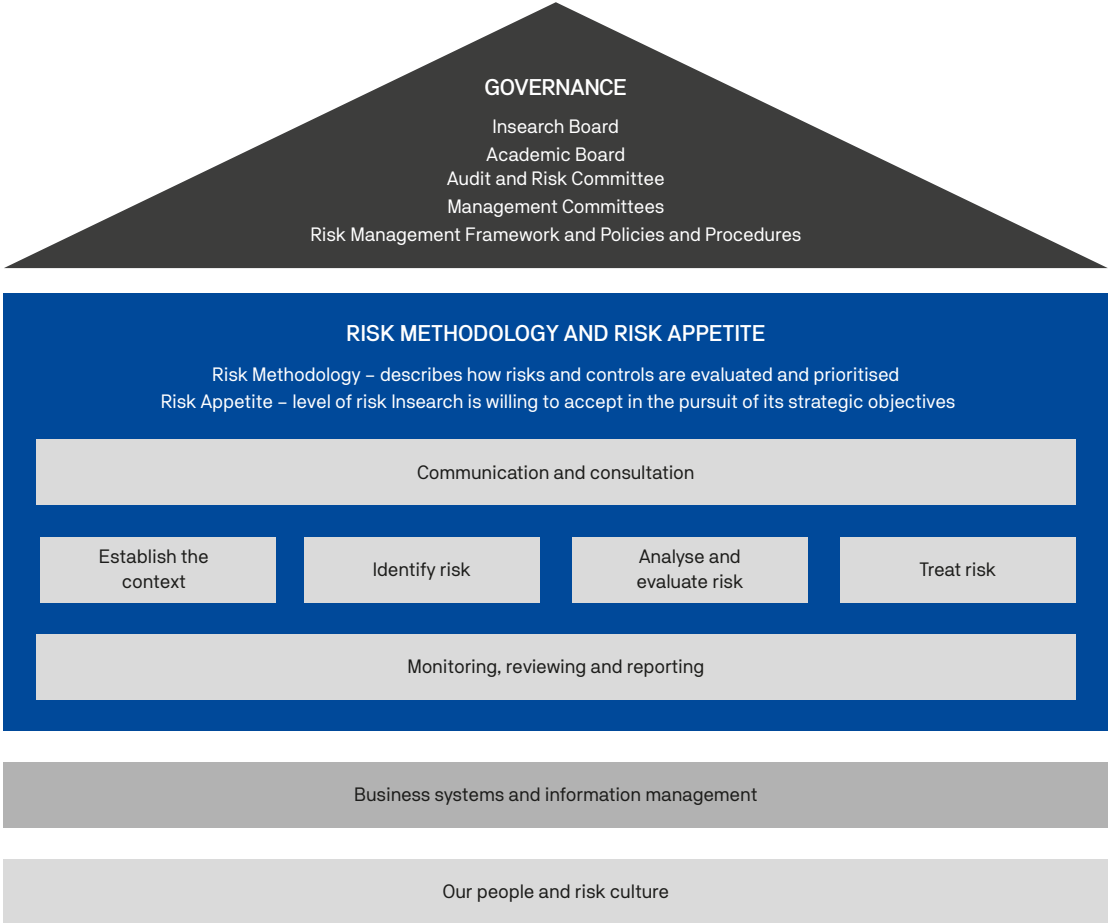 GOVERNANCE
Insearch Board
Academic Board
Audit and Risk Committee
Management Committees
Risk Management Framework and Policies and Procedures
RISK METHODOLOGY AND RISK APPETITE
Risk Methodology – describes how risks and controls are evaluated and prioritised
Risk Appetite – level of risk Insearch is willing to accept in the pursuit of its strategic objectives
Communication and consultation
Establish the
context
Identify risk
Analyse and
evaluate risk
Treat risk
Monitoring, reviewing and reporting
Business systems and information management
Our people and risk culture